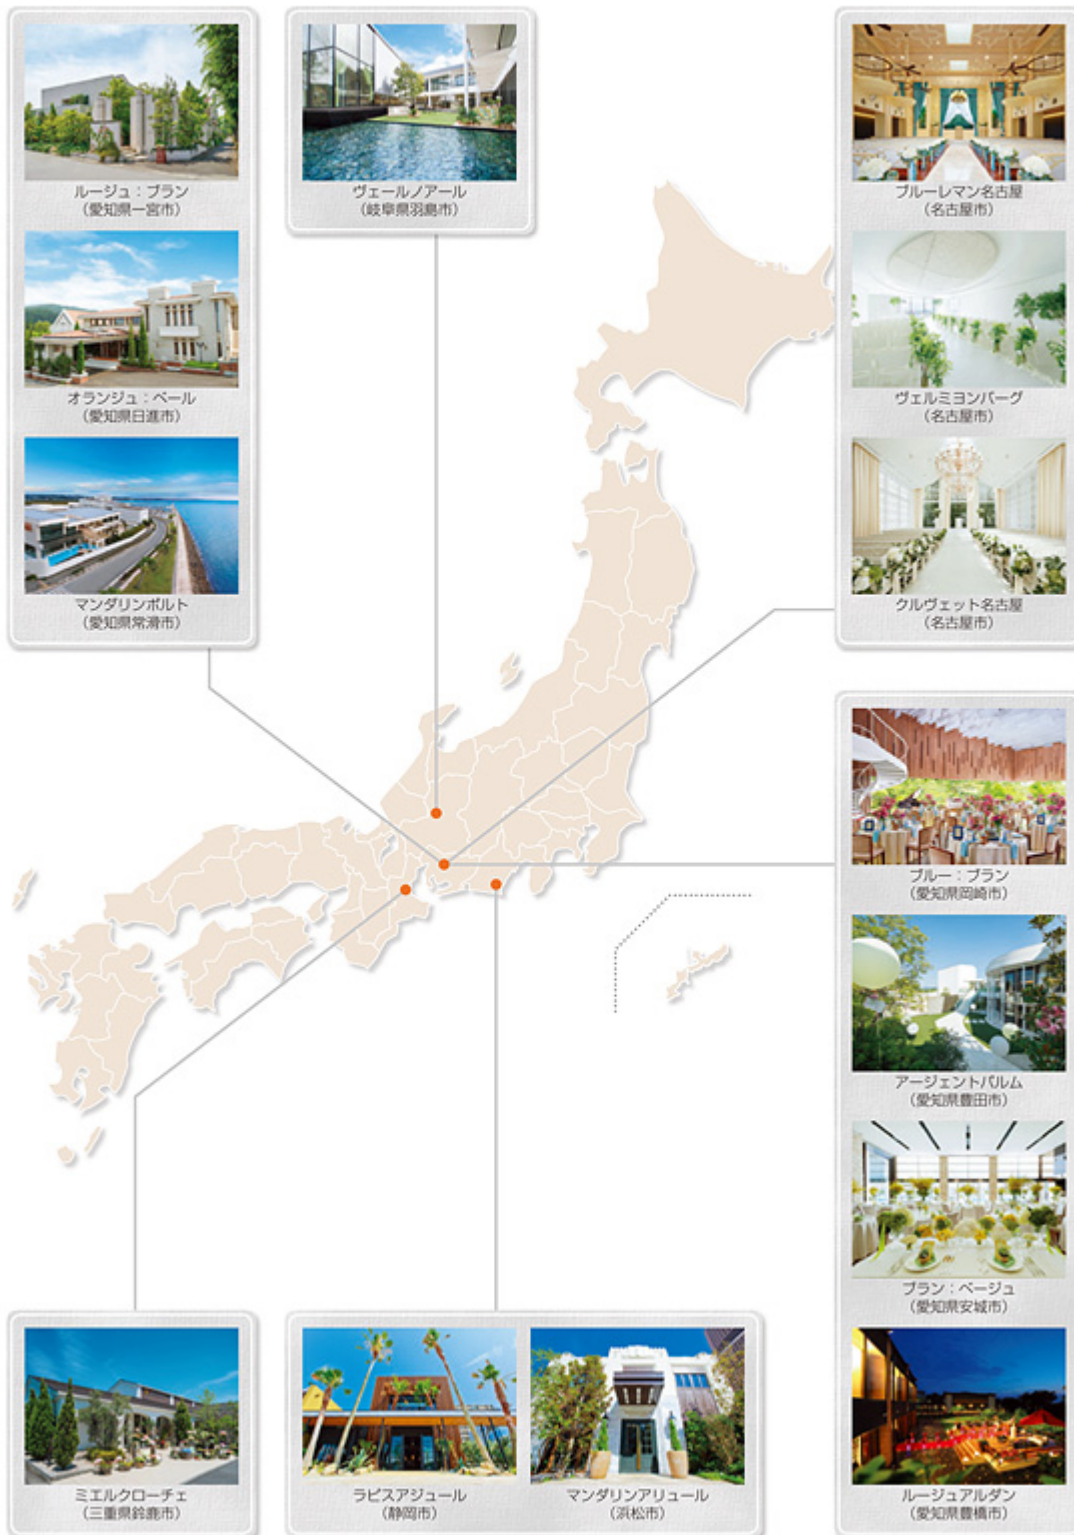 ルージュ：ブラン
（愛知県一宮市）
オランジュ：ベール
（愛知県日進市）
マンダリンポルト
（愛知県常滑市）
ヴェールノアール
（岐阜県羽島市）
ブルーレマン名古屋
（名古屋市）
ヴェルミヨンバーグ
（名古屋市）
クルヴェット名古屋
（名古屋市）
ブルー：ブラン
（愛知県岡崎市）
アージェントパルム
（愛知県豊田市）
ブラン：ベージュ
（愛知県安城市）
ルージュアルダン
（愛知県豊橋市）
ミエルクローチェ
（三重県鈴鹿市）
ラピスアジュール
（静岡市）
マンダリンアリュール
（浜松市）